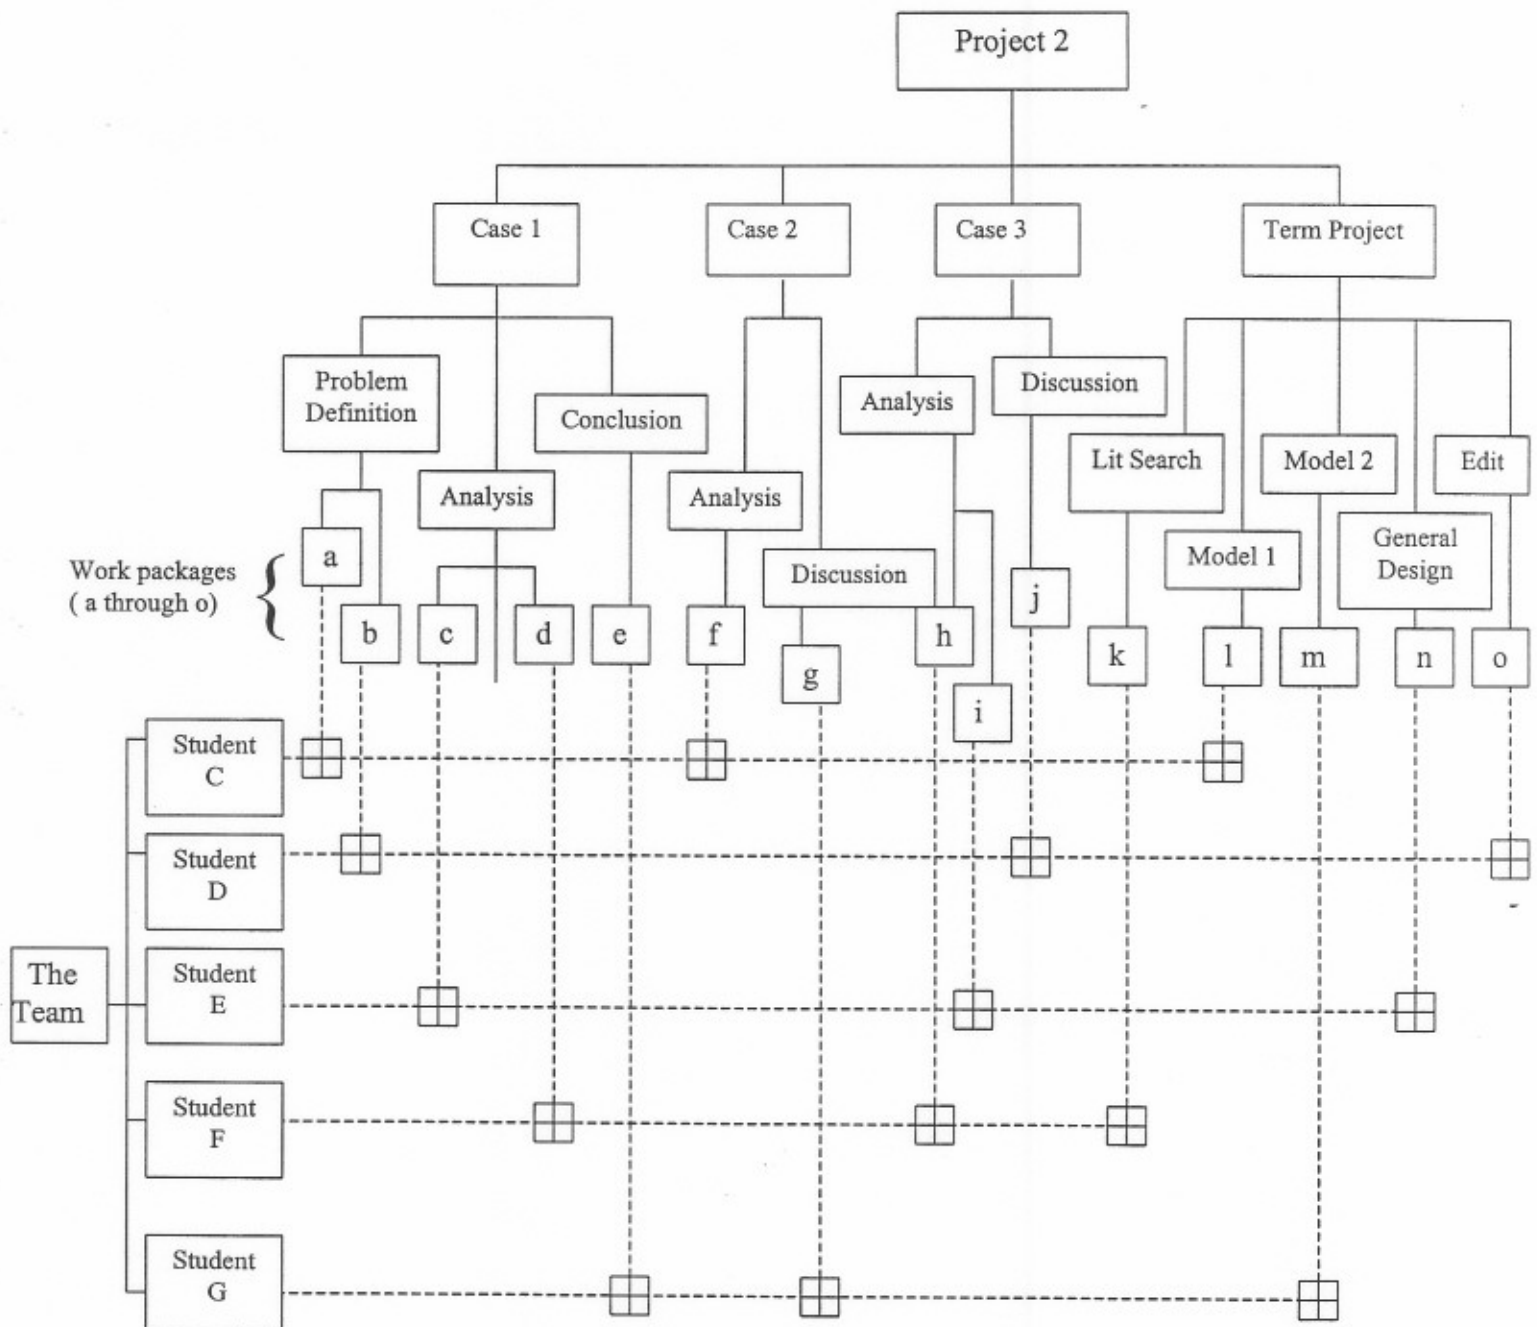 Project 2
Case 1
Case 2
Case 3
Term Project
Problem
Definition
Analysis
Conclusion
Analysis
Discussion
Analysis
Discussion
Lit Search
Model 1
Model 2
General
Design
Edit
Work packages
( a through o)
a
b
c
d
e
f
g
h
i
j
k
l
m
n
o
The
Team
Student
C
Student
D
Student
E
Student
F
Student
G